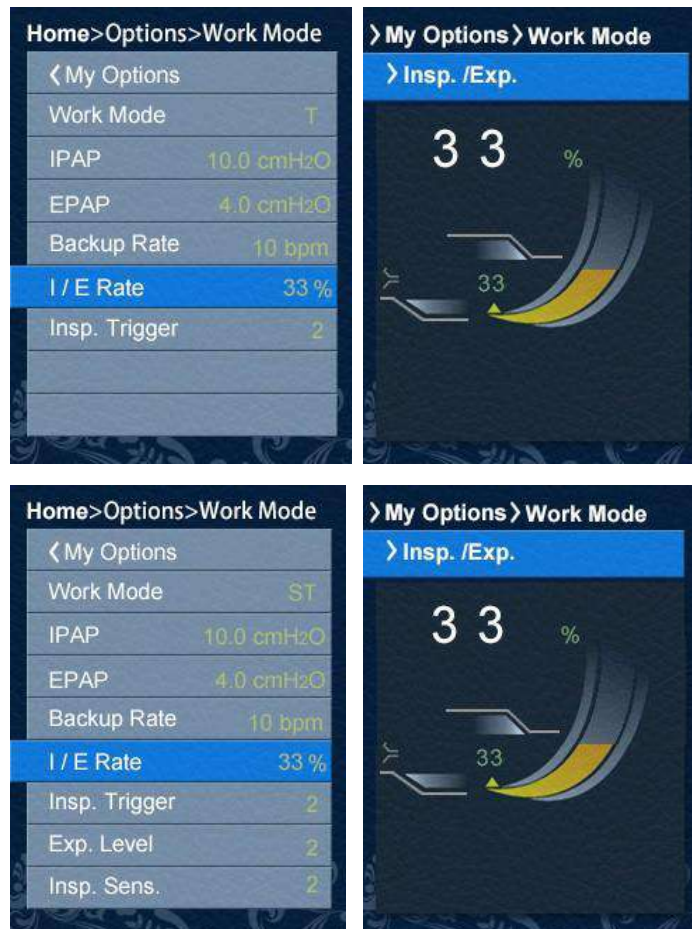 Home>Options>Work Mode
❮My Options
Work Mode T
IPAP 10.0 cmH2O
EPAP 4.0 cmH2O
Backup Rate 10 bpm
I / E Rate 33 %
Insp. Trigger 2
❯My Options❯Work Mode
❯Insp. /Exp.
3 3 %
33
Home>Options>Work Mode
❮My Options
Work Mode ST
IPAP 10.0 cmH2O
EPAP 4.0 cmH2O
Backup Rate 10 bpm
I / E Rate 33 %
Insp. Trigger 2
Exp. Level 2
Insp. Sens. 2
❯My Options❯Work Mode
❯Insp. /Exp.
3 3 %
33